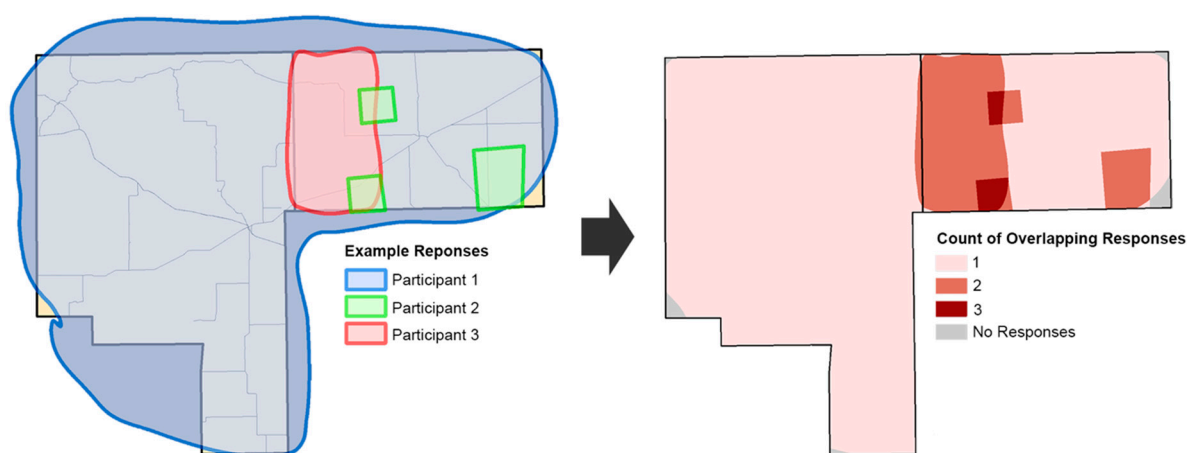 Example Reponses
Participant 1
Participant 2
Participant 3
Count of Overlapping Responses
1
2
3
No Responses